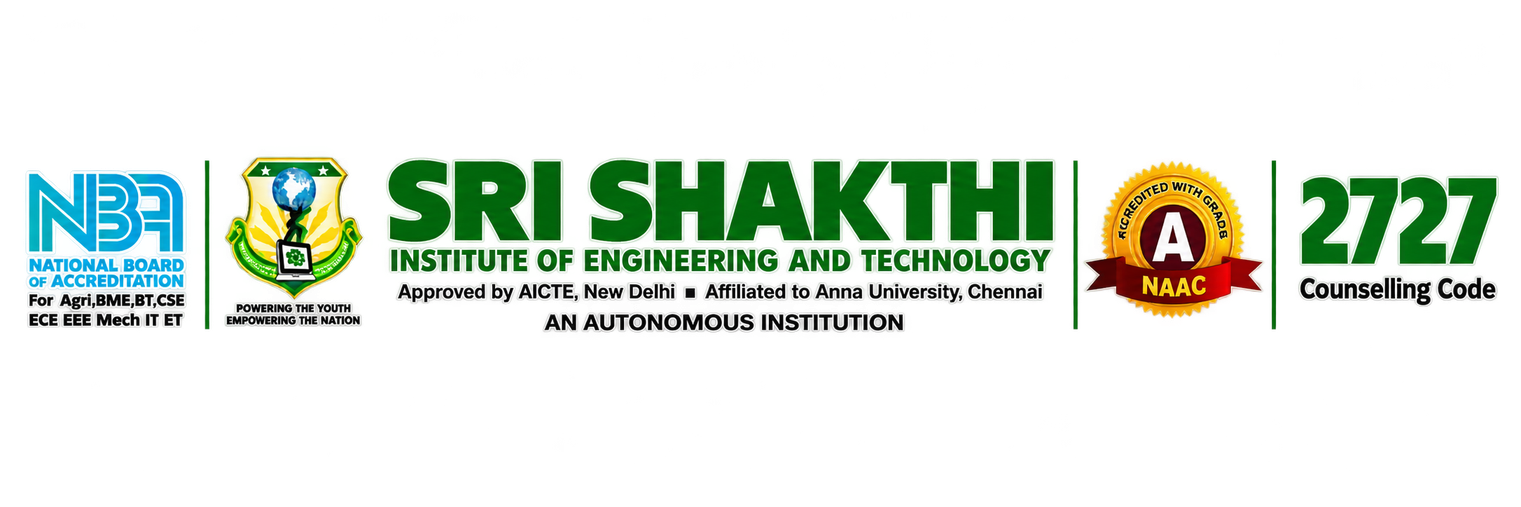 NBA
NATIONAL BOARD
OF ACCREDITATION
For Agri,BME,BT,CSE
ECE EEE Mech IT ET
POWERING THE YOUTH
EMPOWERING THE NATION
SRI SHAKTHI
INSTITUTE OF ENGINEERING AND TECHNOLOGY
Approved by AICTE, New Delhi ■ Affiliated to Anna University, Chennai
AN AUTONOMOUS INSTITUTION
ACCREDITED WITH GRADE
A
NAAC
2727
Counselling Code